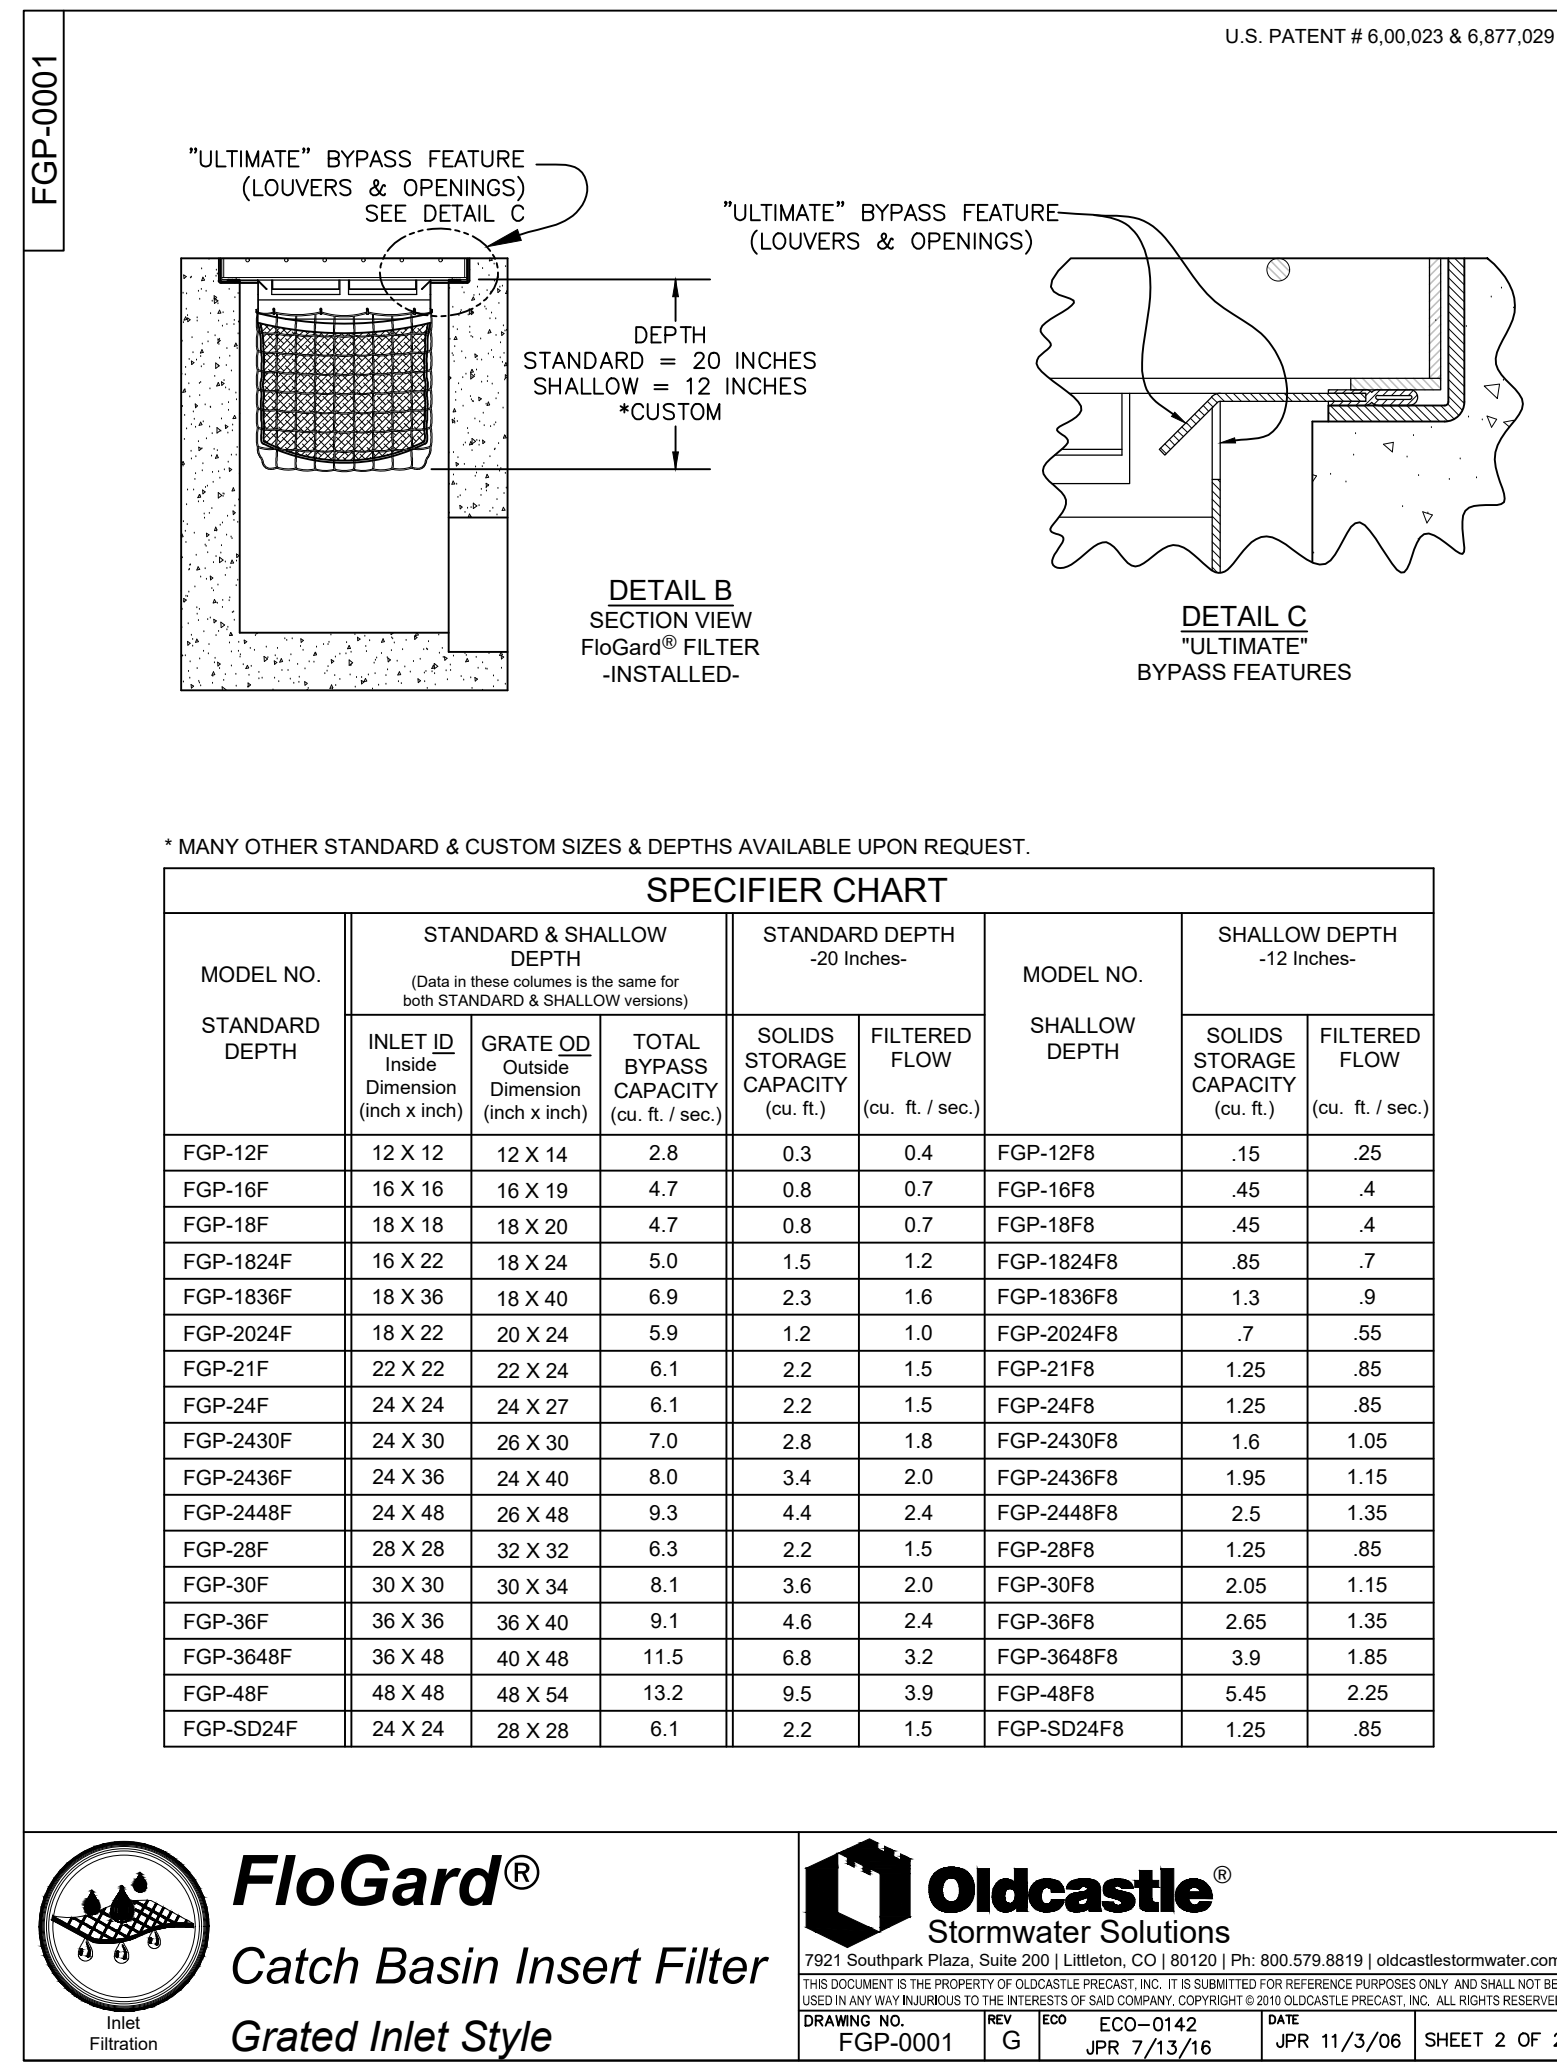 U.S. PATENT # 6,00,023 & 6,877,029
FGP-0001
"ULTIMATE" BYPASS FEATURE
(LOUVERS & OPENINGS)
SEE DETAIL C
"ULTIMATE" BYPASS FEATURE
(LOUVERS & OPENINGS)
DEPTH
STANDARD = 20 INCHES
SHALLOW = 12 INCHES
*CUSTOM
DETAIL B
SECTION VIEW
FloGard® FILTER
-INSTALLED-
DETAIL C
"ULTIMATE"
BYPASS FEATURES
* MANY OTHER STANDARD & CUSTOM SIZES & DEPTHS AVAILABLE UPON REQUEST.
SPECIFIER CHART
MODEL NO.
STANDARD
DEPTH
STANDARD & SHALLOW
DEPTH
(Data in these columes is the same for
both STANDARD & SHALLOW versions)
STANDARD DEPTH
-20 Inches-
MODEL NO.
SHALLOW
DEPTH
SHALLOW DEPTH
-12 Inches-
INLET ID
Inside
Dimension
(inch x inch)
GRATE OD
Outside
Dimension
(inch x inch)
TOTAL
BYPASS
CAPACITY
(cu. ft. / sec.)
SOLIDS
STORAGE
CAPACITY
(cu. ft.)
FILTERED
FLOW
(cu. ft. / sec.)
SOLIDS
STORAGE
CAPACITY
(cu. ft.)
FILTERED
FLOW
(cu. ft. / sec.)
FGP-12F 12 X 12 12 X 14 2.8 0.3 0.4 FGP-12F8 .15 .25
FGP-16F 16 X 16 16 X 19 4.7 0.8 0.7 FGP-16F8 .45 .4
FGP-18F 18 X 18 18 X 20 4.7 0.8 0.7 FGP-18F8 .45 .4
FGP-1824F 16 X 22 18 X 24 5.0 1.5 1.2 FGP-1824F8 .85 .7
FGP-1836F 18 X 36 18 X 40 6.9 2.3 1.6 FGP-1836F8 1.3 .9
FGP-2024F 18 X 22 20 X 24 5.9 1.2 1.0 FGP-2024F8 .7 .55
FGP-21F 22 X 22 22 X 24 6.1 2.2 1.5 FGP-21F8 1.25 .85
FGP-24F 24 X 24 24 X 27 6.1 2.2 1.5 FGP-24F8 1.25 .85
FGP-2430F 24 X 30 26 X 30 7.0 2.8 1.8 FGP-2430F8 1.6 1.05
FGP-2436F 24 X 36 24 X 40 8.0 3.4 2.0 FGP-2436F8 1.95 1.15
FGP-2448F 24 X 48 26 X 48 9.3 4.4 2.4 FGP-2448F8 2.5 1.35
FGP-28F 28 X 28 32 X 32 6.3 2.2 1.5 FGP-28F8 1.25 .85
FGP-30F 30 X 30 30 X 34 8.1 3.6 2.0 FGP-30F8 2.05 1.15
FGP-36F 36 X 36 36 X 40 9.1 4.6 2.4 FGP-36F8 2.65 1.35
FGP-3648F 36 X 48 40 X 48 11.5 6.8 3.2 FGP-3648F8 3.9 1.85
FGP-48F 48 X 48 48 X 54 13.2 9.5 3.9 FGP-48F8 5.45 2.25
FGP-SD24F 24 X 24 28 X 28 6.1 2.2 1.5 FGP-SD24F8 1.25 .85
Inlet
Filtration
FloGard®
Catch Basin Insert Filter
Grated Inlet Style
Oldcastle®
Stormwater Solutions
7921 Southpark Plaza, Suite 200 | Littleton, CO | 80120 | Ph: 800.579.8819 | oldcastlestormwater.com
THIS DOCUMENT IS THE PROPERTY OF OLDCASTLE PRECAST, INC. IT IS SUBMITTED FOR REFERENCE PURPOSES ONLY AND SHALL NOT BE
USED IN ANY WAY INJURIOUS TO THE INTERESTS OF SAID COMPANY. COPYRIGHT © 2010 OLDCASTLE PRECAST, INC. ALL RIGHTS RESERVE
DRAWING NO.
FGP-0001
REV
G
ECO
ECO-0142
JPR 7/13/16
DATE
JPR 11/3/06
SHEET 2 OF 2